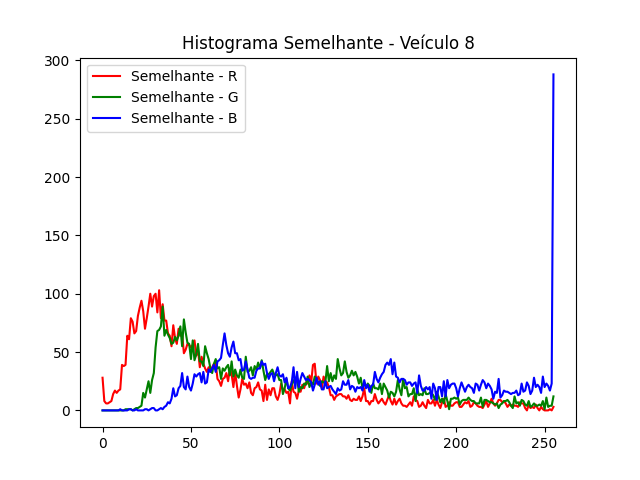 Histograma Semelhante - Veículo 8
Semelhante - R
Semelhante - G
Semelhante - B
300
250
200
150
100
50
0
0 50 100 150 200 250